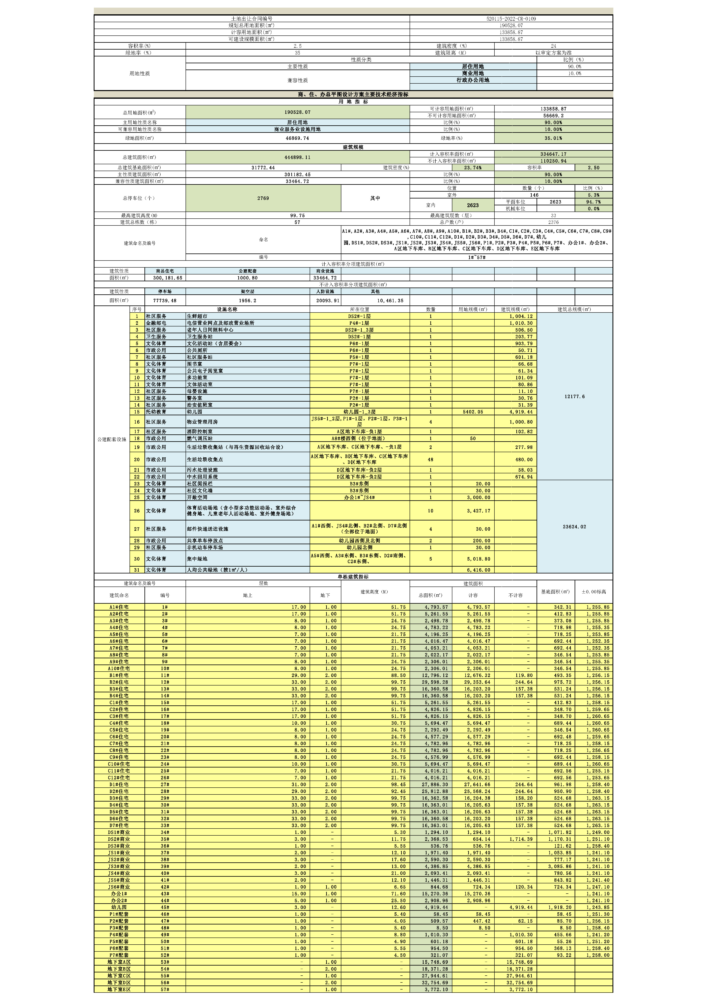 土地出让合同编号 520115-2022-CR-0109
规划总用地面积(㎡) 190528.07
计容用地面积(㎡) 133858.87
可建设规模面积(㎡) 133858.87
容积率(%) 2.5 建筑密度（%） 24
绿地率（%） 35 建筑限高（M） 以审定方案为准
用地性质 性质分类 比例（%）
主要性质 居住用地 90.0%
兼容性质 商业用地 10.0%
行政办公用地
商、住、办总平图设计方案主要技术经济指标
用 地 指 标
总用地面积(M²) 190528.07 可计容用地面积(㎡) 133858.87
不可计容用地面积(㎡) 56669.2
主用地性质名称 居住用地 比例(%) 90.00%
可兼容用地性质名称 商业服务业设施用地 比例(%) 10.00%
绿地面积(㎡) 46869.74 绿地率(%) 35.01%
建筑规模
总建筑面积(㎡) 444898.11 计入容积率面积(㎡) 334647.17
不计入容积率面积(㎡) 110250.94
总建筑基底面积(㎡) 31772.44 建筑密度(%) 23.74% 容积率 2.50
主性质建筑面积(㎡) 301182.45 比例(%) 90.00%
兼容性质建筑面积(㎡) 33464.72 比例(%) 10.00%
总停车位（个） 2769 其中 位置 数量（个） 比例（%）
室外 146 5.3%
室内 2623 平面车位 2623 94.7%
机械车位 0.0%
最高建筑高度(M) 99.75 最高建筑层数（层） 33
建筑总栋数（栋） 57 总户数(户) 2376
建筑命名及编号 命名 A1#,A2#,A3#,A4#,A5#,A6#,A7#,A8#,A9#,A10#,B1#,B2#,B3#,B4#,C1#,C2#,C3#,C4#,C5#,C6#,C7#,C8#,C9#
,C10#,C11#,C12#,D1#,D2#,D3#,D4#,D5#,D6#,D7#,幼儿
园,DS1#,DS2#,DS3#,JS1#,JS2#,JS3#,JS4#,JS5#,JS6#,P1#,P2#,P3#,P4#,P5#,P6#,P7#、办公1#、办公2#、
A区地下车库、B区地下车库、C区地下车库、D区地下车库、E区地下车库
编号 1#~57#
计入容积率分项建筑面积(㎡)
建筑性质 商品住宅 公建配套 商业设施
面积(㎡) 300,181.65 1000.80 33464.72
不计入容积率分项建筑面积(㎡)
建筑性质 停车场 架空层 人防设施 其他
面积(㎡) 77739.48 1956.2 20093.91 10,461.35
公建配套设施 序号 设施名称 所在位置 数量 用地规模(㎡) 建筑规模(㎡) 建筑总规模(㎡)
1 社区服务 生鲜超市 DS2#-1层 1 1,004.12
2 金融邮电 电信营业网点及邮政营业场所 P4#-1层 1 1,010.30
3 社区服务 老年人日间照料中心 DS2#-1_3层 1 506.50
4 卫生服务 卫生服务站 DS2#-1层 1 203.77
5 文化体育 文化活动站（含居委会） P6#-1层 1 903.79
6 市政公用 公共厕所 P6#-1层 1 50.71
7 社区服务 社区服务站 P5#-1层 1 601.18
8 文化体育 图书室 P7#-1层 1 66.68
9 文化体育 公共电子阅览室 P7#-1层 1 61.34
10 文化体育 多功能室 P7#-1层 1 101.09
11 文化体育 文体活动室 P7#-1层 1 80.86
12 社区服务 母婴设施 P7#-1层 1 11.10
13 社区服务 警务室 P2#-1层 1 30.76
12177.6
14 社区服务 治安值班室 P2#-1层 1 31.39
15 托幼教育 幼儿园 幼儿园-1_3层 1 5402.05 4,919.44
16 社区服务 物业管理用房 JS5#-1_2层,P1#-1层，P2#-1层，P3#-1
层 4 1,000.80
17 社区服务 消防控制室 A区地下车库-负1层 1 102.82
18 市政公用 燃气调压站 A8#楼西侧（位于地面） 1 50
19 市政公用 生活垃圾收集站（与再生资源回收站合设） A区地下车库、C区地下车库、-负1层 2 277.98
20 市政公用 生活垃圾收集点 A区地下车库、B区地下车库、C区地下车库
、D区地下车库 48 480.00
21 市政公用 污水处理设施 D区地下车库-负2层 1 58.03
22 市政公用 中水回用系统 D区地下车库-负2层 1 674.94
23 文化体育 社区阅报栏 B3#东侧 1 20.00
24 文化体育 社区文化墙 B3#东侧 1 30.00
25 文化体育 开敞空间 办公1#~JS4# 1 3,000.00
26 文化体育 体育活动场地（含小型多功能运动场、室外综合
健身地、儿童老年人活动场地、室外健身场地） 10 3,427.17
27 社区服务 邮件快递送达设施 A1#西侧、JS4#北侧、B2#北侧、D7#北侧
（全部位于地面） 4 30.00 23624.02
28 市政公用 共享单车停放点 幼儿园西侧及北侧 2 200.00
29 社区服务 非机动车停车场 幼儿园北侧 1 30.00
30 文化体育 集中绿地 A5#西侧、A3#东侧、B3#东侧、D2#南侧、
C2#东侧、 5 5,018.80
31 文化体育 人均公共绿地（按1㎡/人） 6,416.00
单栋建筑指标
建筑命名及编号 层数 建筑高度（M） 建筑面积 基底面积(㎡) ±0.00标高
建筑命名 编号 地上 地下 总面积(㎡) 计容 不计容
A1#住宅 1# 17.00 1.00 51.75 4,793.57 4,793.57 - 342.31 1,255.85
A2#住宅 2# 17.00 1.00 51.75 5,261.55 5,261.55 - 412.83 1,255.85
A3#住宅 3# 8.00 1.00 24.75 2,498.78 2,498.78 - 373.08 1,255.85
A4#住宅 4# 8.00 1.00 24.75 4,783.22 4,783.22 - 718.98 1,255.35
A5#住宅 5# 7.00 1.00 21.75 4,196.25 4,196.25 - 718.25 1,253.85
A6#住宅 6# 7.00 1.00 21.75 4,016.47 4,016.47 - 692.44 1,252.35
A7#住宅 7# 7.00 1.00 21.75 4,053.21 4,053.21 - 692.44 1,252.35
A8#住宅 8# 7.00 1.00 21.75 2,022.17 2,022.17 - 346.54 1,253.85
A9#住宅 9# 8.00 1.00 24.75 2,306.01 2,306.01 - 346.54 1,255.35
A10#住宅 10# 8.00 1.00 24.75 2,306.01 2,306.01 - 346.54 1,255.85
B1#住宅 11# 29.00 2.00 88.50 12,796.12 12,676.32 119.80 493.35 1,256.15
B2#住宅 12# 33.00 2.00 99.75 29,598.28 29,353.64 244.64 975.72 1,256.15
B3#住宅 13# 33.00 2.00 99.75 16,360.58 16,203.20 157.38 531.24 1,256.15
B4#住宅 14# 33.00 2.00 99.75 16,360.58 16,203.20 157.38 531.24 1,256.15
C1#住宅 15# 17.00 1.00 51.75 5,261.55 5,261.55 - 412.83 1,258.15
C2#住宅 16# 17.00 1.00 51.75 4,826.15 4,826.15 - 348.70 1,259.65
C3#住宅 17# 17.00 1.00 51.75 4,826.15 4,826.15 - 348.70 1,260.65
C4#住宅 18# 10.00 1.00 30.75 5,694.47 5,694.47 - 689.44 1,260.65
C5#住宅 19# 8.00 1.00 24.75 2,292.49 2,292.49 - 346.54 1,260.65
C6#住宅 20# 8.00 1.00 24.75 4,577.29 4,577.29 - 692.48 1,259.65
C7#住宅 21# 8.00 1.00 24.75 4,782.96 4,782.96 - 718.25 1,258.15
C8#住宅 22# 8.00 1.00 24.75 4,782.96 4,782.96 - 718.25 1,256.65
C9#住宅 23# 8.00 1.00 24.75 4,576.99 4,576.99 - 692.44 1,258.15
C10#住宅 24# 10.00 1.00 30.75 5,694.47 5,694.47 - 689.44 1,260.65
C11#住宅 25# 7.00 1.00 21.75 4,016.21 4,016.21 - 692.56 1,255.15
C12#住宅 26# 7.00 1.00 21.75 4,016.21 4,016.21 - 692.56 1,253.65
D1#住宅 27# 31.00 2.00 98.45 27,886.30 27,641.66 244.64 961.98 1,258.40
D2#住宅 28# 29.00 2.00 92.45 25,812.88 25,568.24 244.64 950.90 1,258.40
D3#住宅 29# 33.00 2.00 99.75 16,362.58 16,204.38 158.20 524.68 1,263.15
D4#住宅 30# 33.00 2.00 99.75 16,363.01 16,205.63 157.38 524.68 1,263.15
D5#住宅 31# 33.00 2.00 99.75 16,363.01 16,205.63 157.38 524.68 1,263.15
D6#住宅 32# 33.00 2.00 99.75 16,360.58 16,203.20 157.38 524.68 1,263.15
D7#住宅 33# 33.00 2.00 99.75 16,363.01 16,205.63 157.38 524.68 1,263.15
DS1#商业 34# 1.00 - 5.30 1,294.10 1,294.10 - 1,071.82 1,249.00
DS2#商业 35# 3.00 - 11.75 2,368.53 654.14 1,714.39 1,170.31 1,251.10
DS3#商业 36# 1.00 - 5.55 536.76 536.76 - 121.62 1,258.40
JS1#商业 37# 2.00 - 12.10 1,971.40 1,971.40 - 1,053.85 1,241.10
JS2#商业 38# 3.00 - 17.60 2,590.30 2,590.30 - 777.17 1,241.10
JS3#商业 39# 2.00 - 13.00 4,386.85 4,386.85 - 3,085.86 1,241.10
JS4#商业 40# 3.00 - 21.00 2,093.41 2,093.41 - 780.56 1,241.10
JS5#商业 41# 2.00 - 12.10 1,446.31 1,446.31 - 843.82 1,241.40
JS6#商业 42# 1.00 1.00 6.65 844.68 724.34 120.34 724.34 1,247.10
办公1# 43# 15.00 1.00 71.60 15,270.36 15,270.36 - - 1,241.10
办公2# 44# 5.00 1.00 25.50 2,908.96 2,908.96 - - 1,241.10
幼儿园 45# 3.00 - 12.60 4,919.44 - 4,919.44 1,918.20 1,243.85
P1#配套 46# 1.00 - 5.40 58.45 58.45 - 58.45 1,251.30
P2#配套 47# 1.00 - 4.05 509.57 447.42 62.15 85.70 1,256.15
P3#配套 48# 1.00 - 5.40 8.50 8.50 - 8.50 1,258.40
P4#配套 49# 1.00 - 8.80 1,010.30 - 1,010.30 455.66 1,241.20
P5#配套 50# 1.00 - 4.90 601.18 - 601.18 55.26 1,251.20
P6#配套 51# 1.00 - 5.55 954.50 - 954.50 368.13 1,258.40
P7#配套 52# 1.00 - 4.50 321.07 - 321.07 93.22 1,258.00
地下室A区 53# - 1.00 - 15,748.69 - 15,748.69
地下室B区 54# - 2.00 - 18,371.28 - 18,371.28
地下室C区 55# - 1.00 - 27,944.61 - 27,944.61
地下室D区 56# - 2.00 - 32,754.69 - 32,754.69
地下室E区 57# - 1.00 - 3,772.10 - 3,772.10